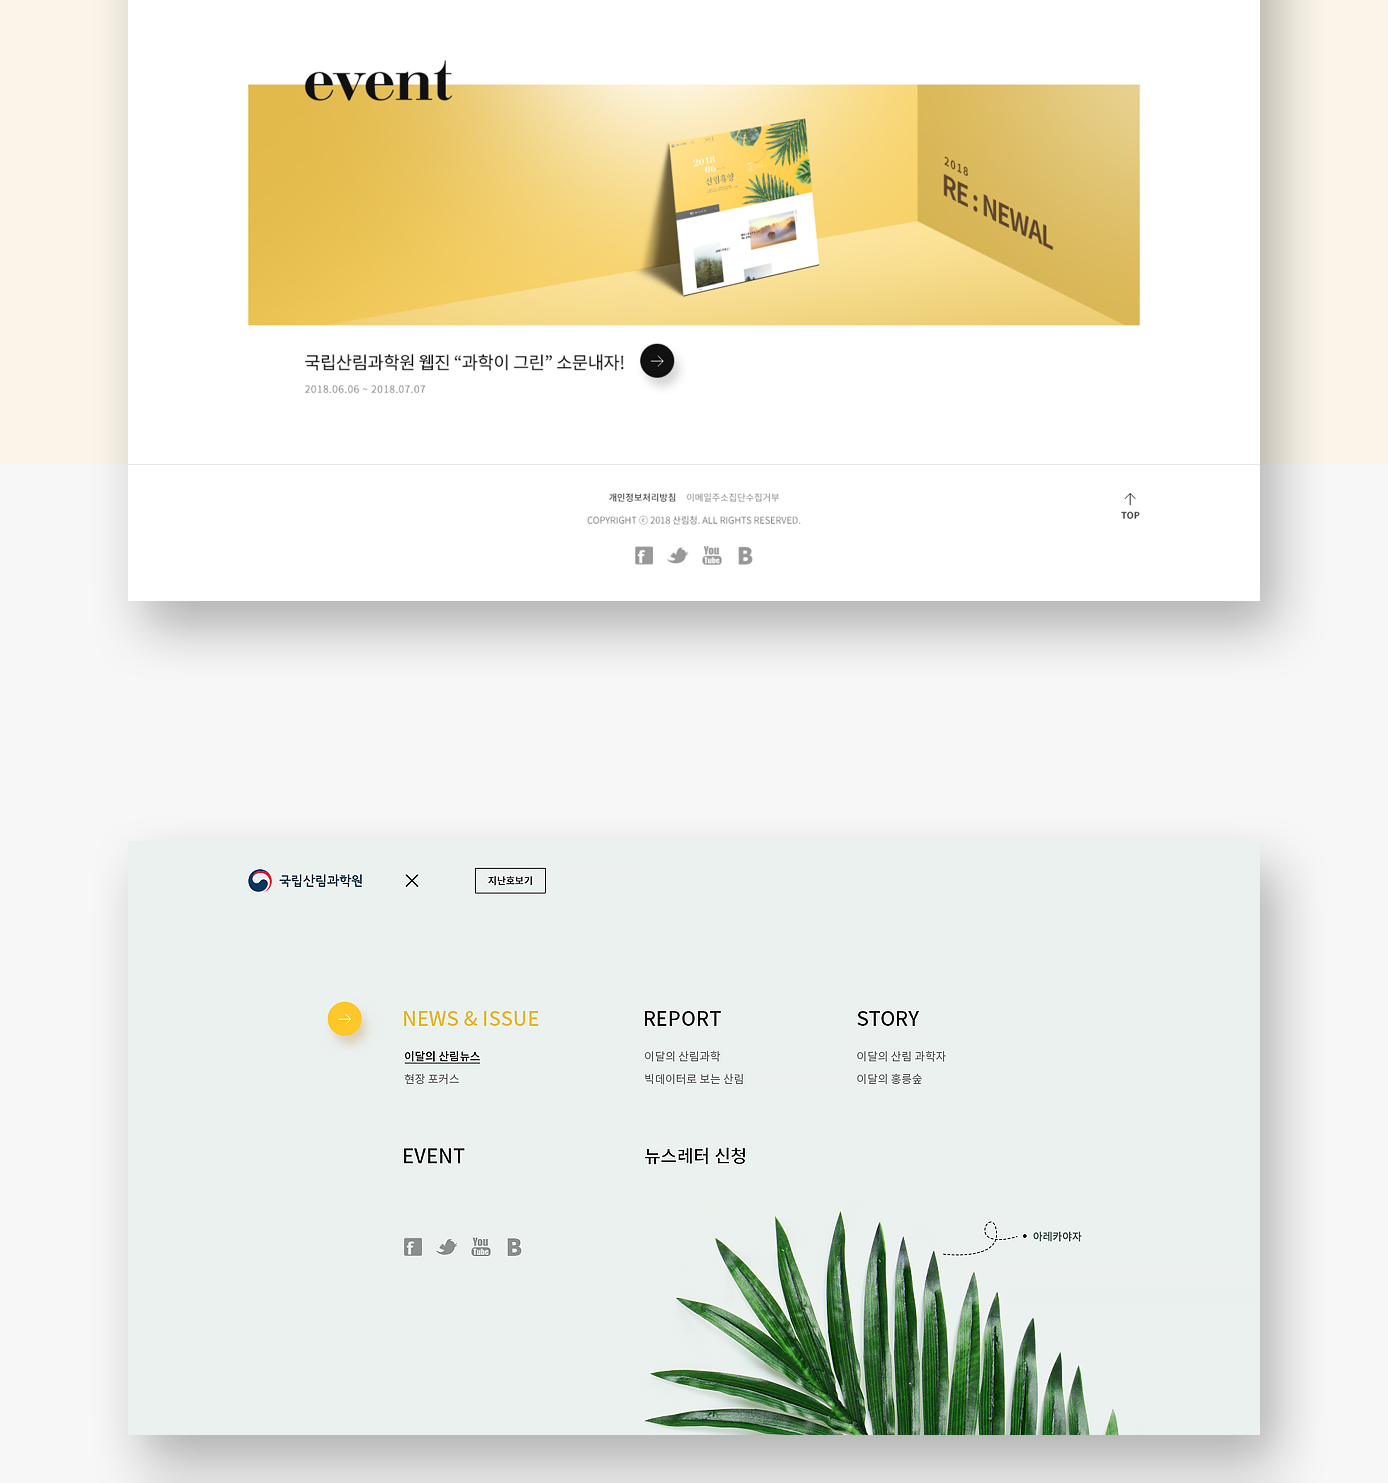 event
2018
06
산림휴양
2018
RE : NEWAL
국립산림과학원 웹진 “과학이 그린” 소문내자!
2018.06.06 ~ 2018.07.07
개인정보처리방침 이메일주소집단수집거부
COPYRIGHT ⓒ 2018 산림청. ALL RIGHTS RESERVED.
TOP
f You Tube B
국립산림과학원
지난호보기
NEWS & ISSUE
이달의 산림뉴스
현장 포커스
REPORT
이달의 산림과학
빅데이터로 보는 산림
STORY
이달의 산림 과학자
이달의 홍릉숲
EVENT
뉴스레터 신청
f You Tube B
아레카야자